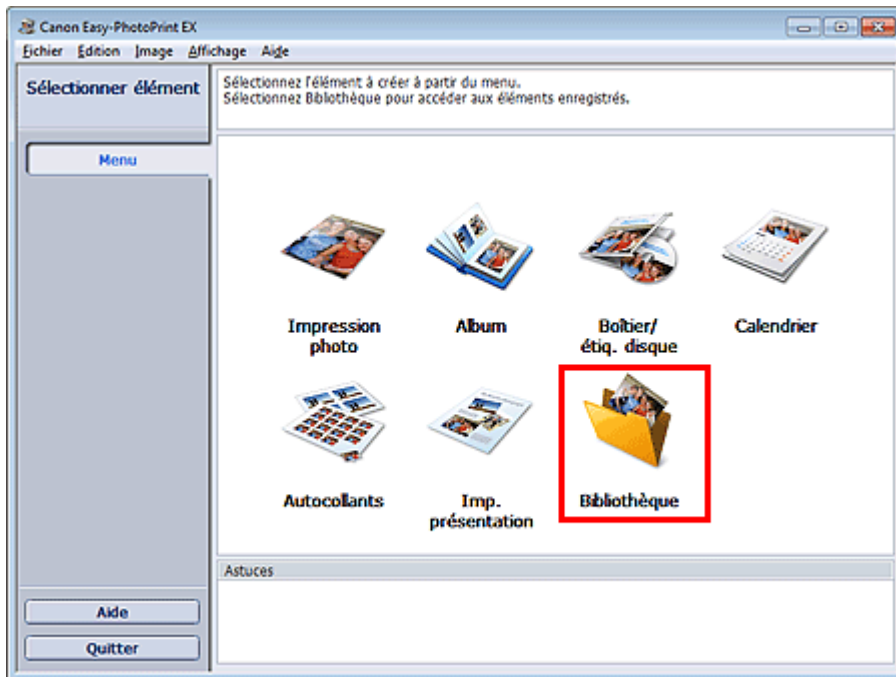 Canon Easy-PhotoPrint EX
Fichier Edition Image Affichage Aide
Sélectionner élément
Sélectionnez l'élément à créer à partir du menu.
Sélectionnez Bibliothèque pour accéder aux éléments enregistrés.
Menu
Impression
photo
Album
Boîtier/
étiq. disque
Calendrier
Autocollants
Imp.
présentation
Bibliothèque
Astuces
Aide
Quitter